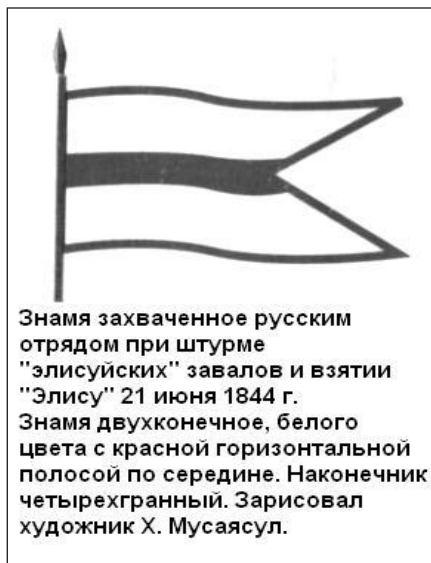 Знамя захваченное русским
отрядом при штурме
"элисуйских" завалов и взятии
"Элису" 21 июня 1844 г.
Знамя двухконечное, белого
цвета с красной горизонтальной
полосой по середине. Наконечник
четырехгранный. Зарисовал
художник Х. Мусаясул.